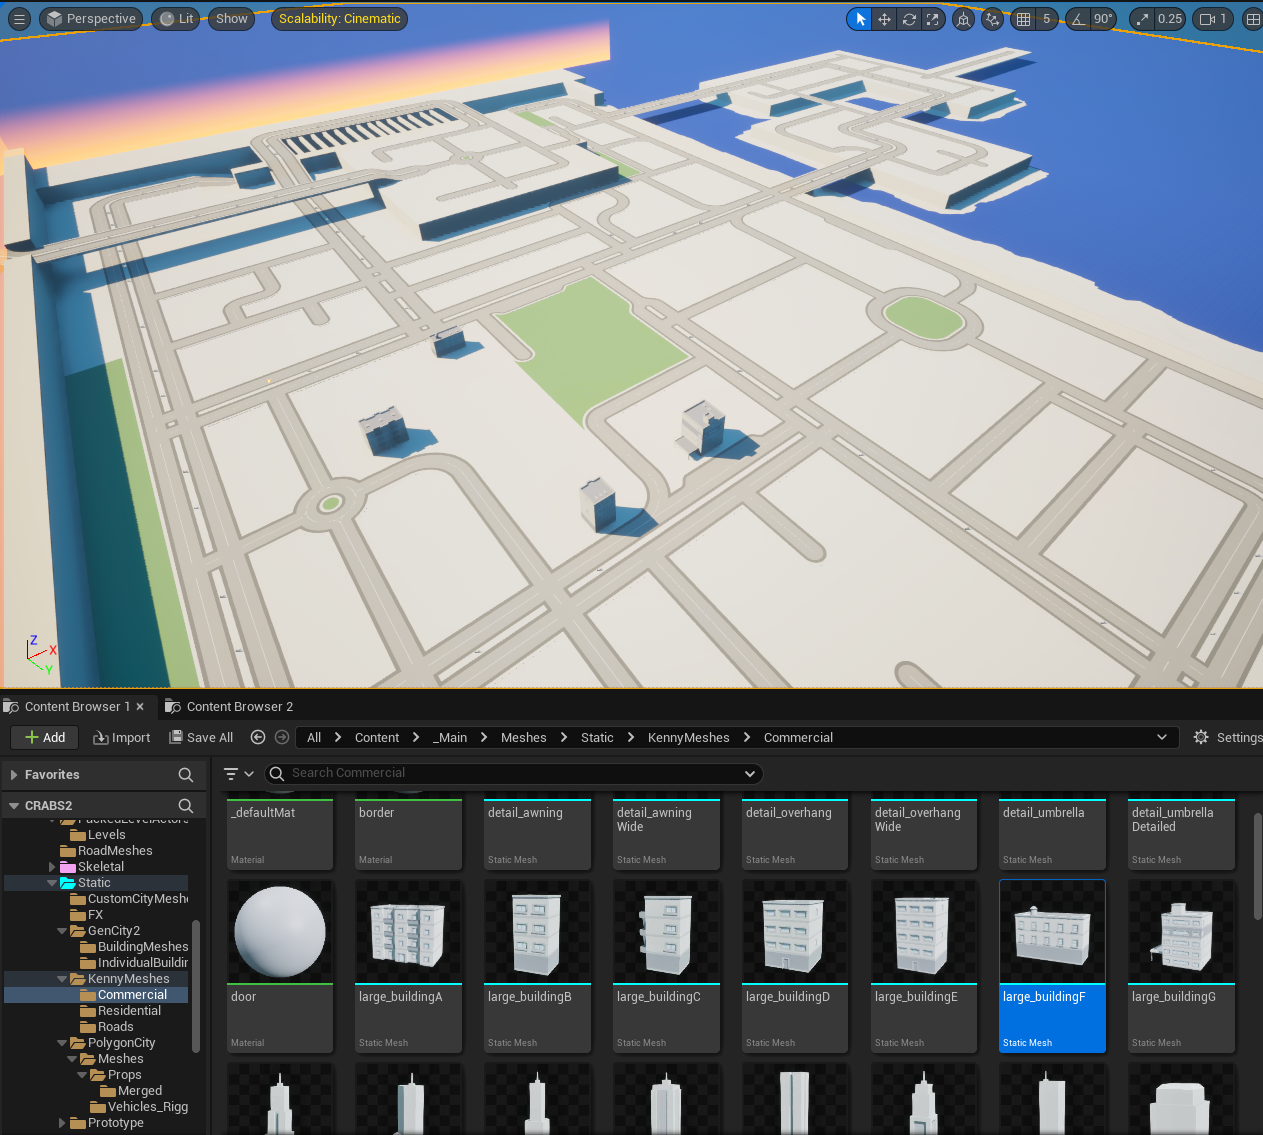 Perspective Lit Show Scalability: Cinematic 5 90° 0.25 1
Z
X
Y
Content Browser 1 Content Browser 2
Add Import Save All All Content _Main Meshes Static KennyMeshes Commercial Settings
Favorites
Search Commercial
CRABS2
PackedLevelActors
Levels
RoadMeshes
Skeletal
Static
CustomCityMeshe
FX
GenCity2
BuildingMeshes
IndividualBuildin
KennyMeshes
Commercial
Residential
Roads
PolygonCity
Meshes
Props
Merged
Vehicles_Rigg
Prototype
_defaultMat
Material
border
Material
detail_awning
Static Mesh
detail_awning
Wide
Static Mesh
detail_overhang
Static Mesh
detail_overhang
Wide
Static Mesh
detail_umbrella
Static Mesh
detail_umbrella
Detailed
Static Mesh
door
Material
large_buildingA
Static Mesh
large_buildingB
Static Mesh
large_buildingC
Static Mesh
large_buildingD
Static Mesh
large_buildingE
Static Mesh
large_buildingF
Static Mesh
large_buildingG
Static Mesh